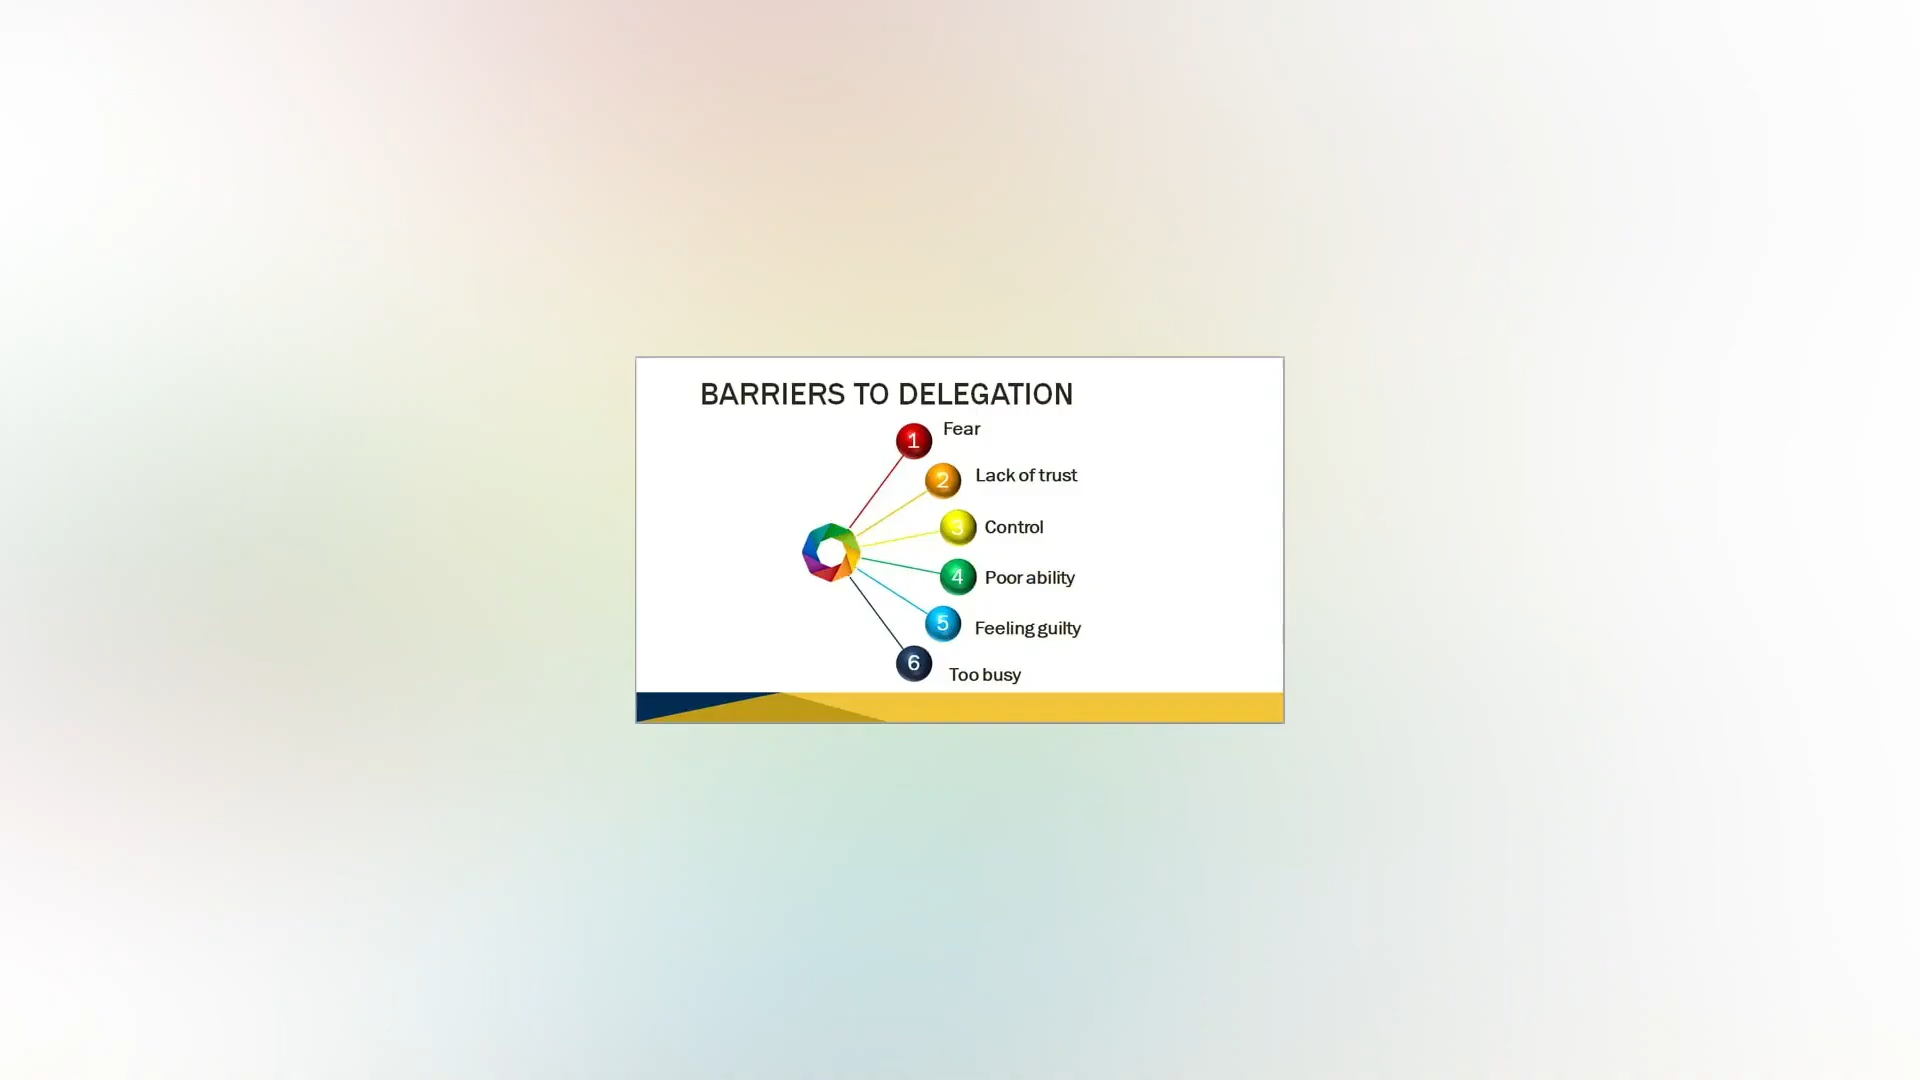 BARRIERS TO DELEGATION
1 Fear
2 Lack of trust
3 Control
4 Poor ability
5 Feeling guilty
6 Too busy